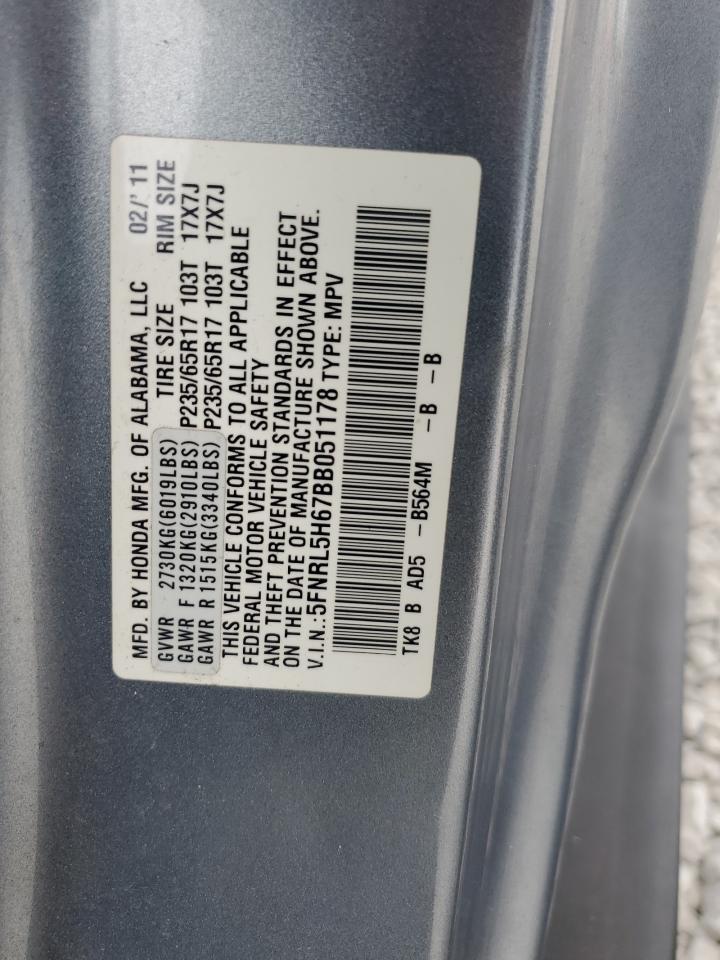 MFD. BY HONDA MFG. OF ALABAMA, LLC 02/'11
GVWR 2730KG(6019LBS) TIRE SIZE RIM SIZE
GAWR F 1320KG(2910LBS) P235/65R17 103T 17X7J
GAWR R 1515KG(3340LBS) P235/65R17 103T 17X7J
THIS VEHICLE CONFORMS TO ALL APPLICABLE
FEDERAL MOTOR VEHICLE SAFETY
AND THEFT PREVENTION STANDARDS IN EFFECT
ON THE DATE OF MANUFACTURE SHOWN ABOVE.
V.I.N.:5FNRL5H67BB051178 TYPE: MPV
TK8 B AD5 -B564M -B -B